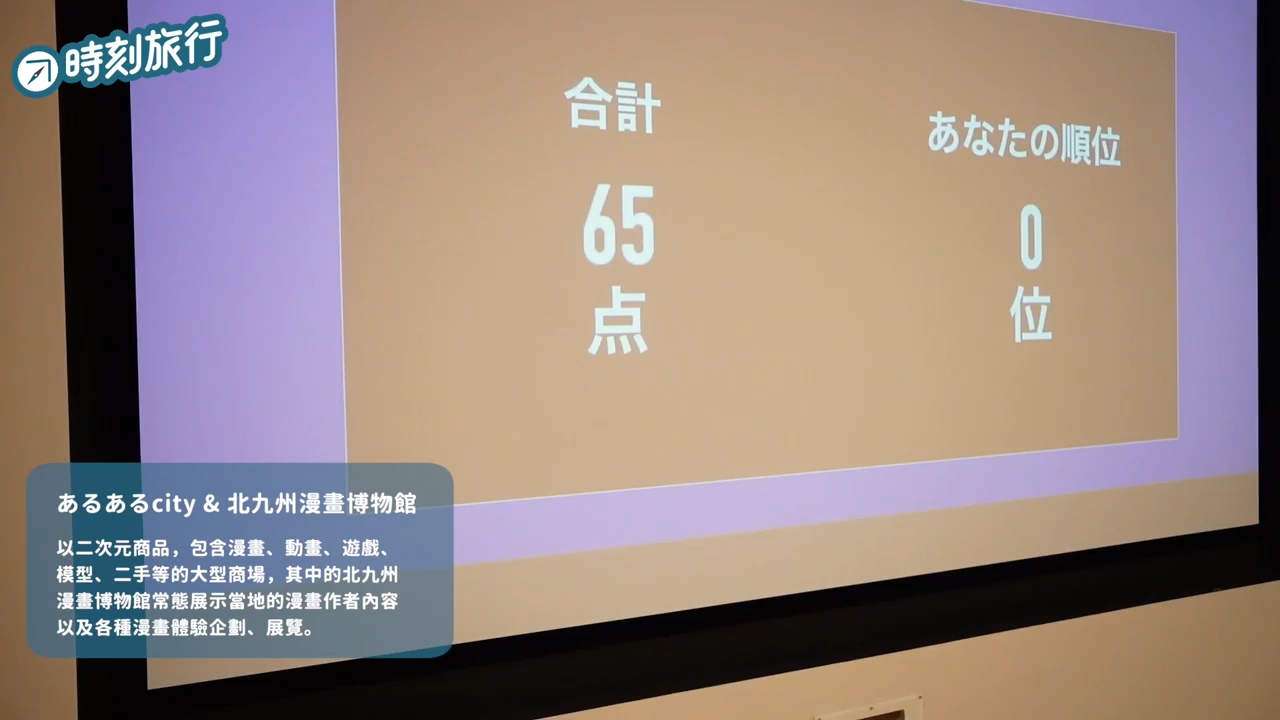 時刻旅行
合計
65
点
あなたの順位
0
位
あるあるcity & 北九州漫畫博物館
以二次元商品，包含漫畫、動畫、遊戲、
模型、二手等的大型商場，其中的北九州
漫畫博物館常態展示當地的漫畫作者內容
以及各種漫畫體驗企劃、展覽。